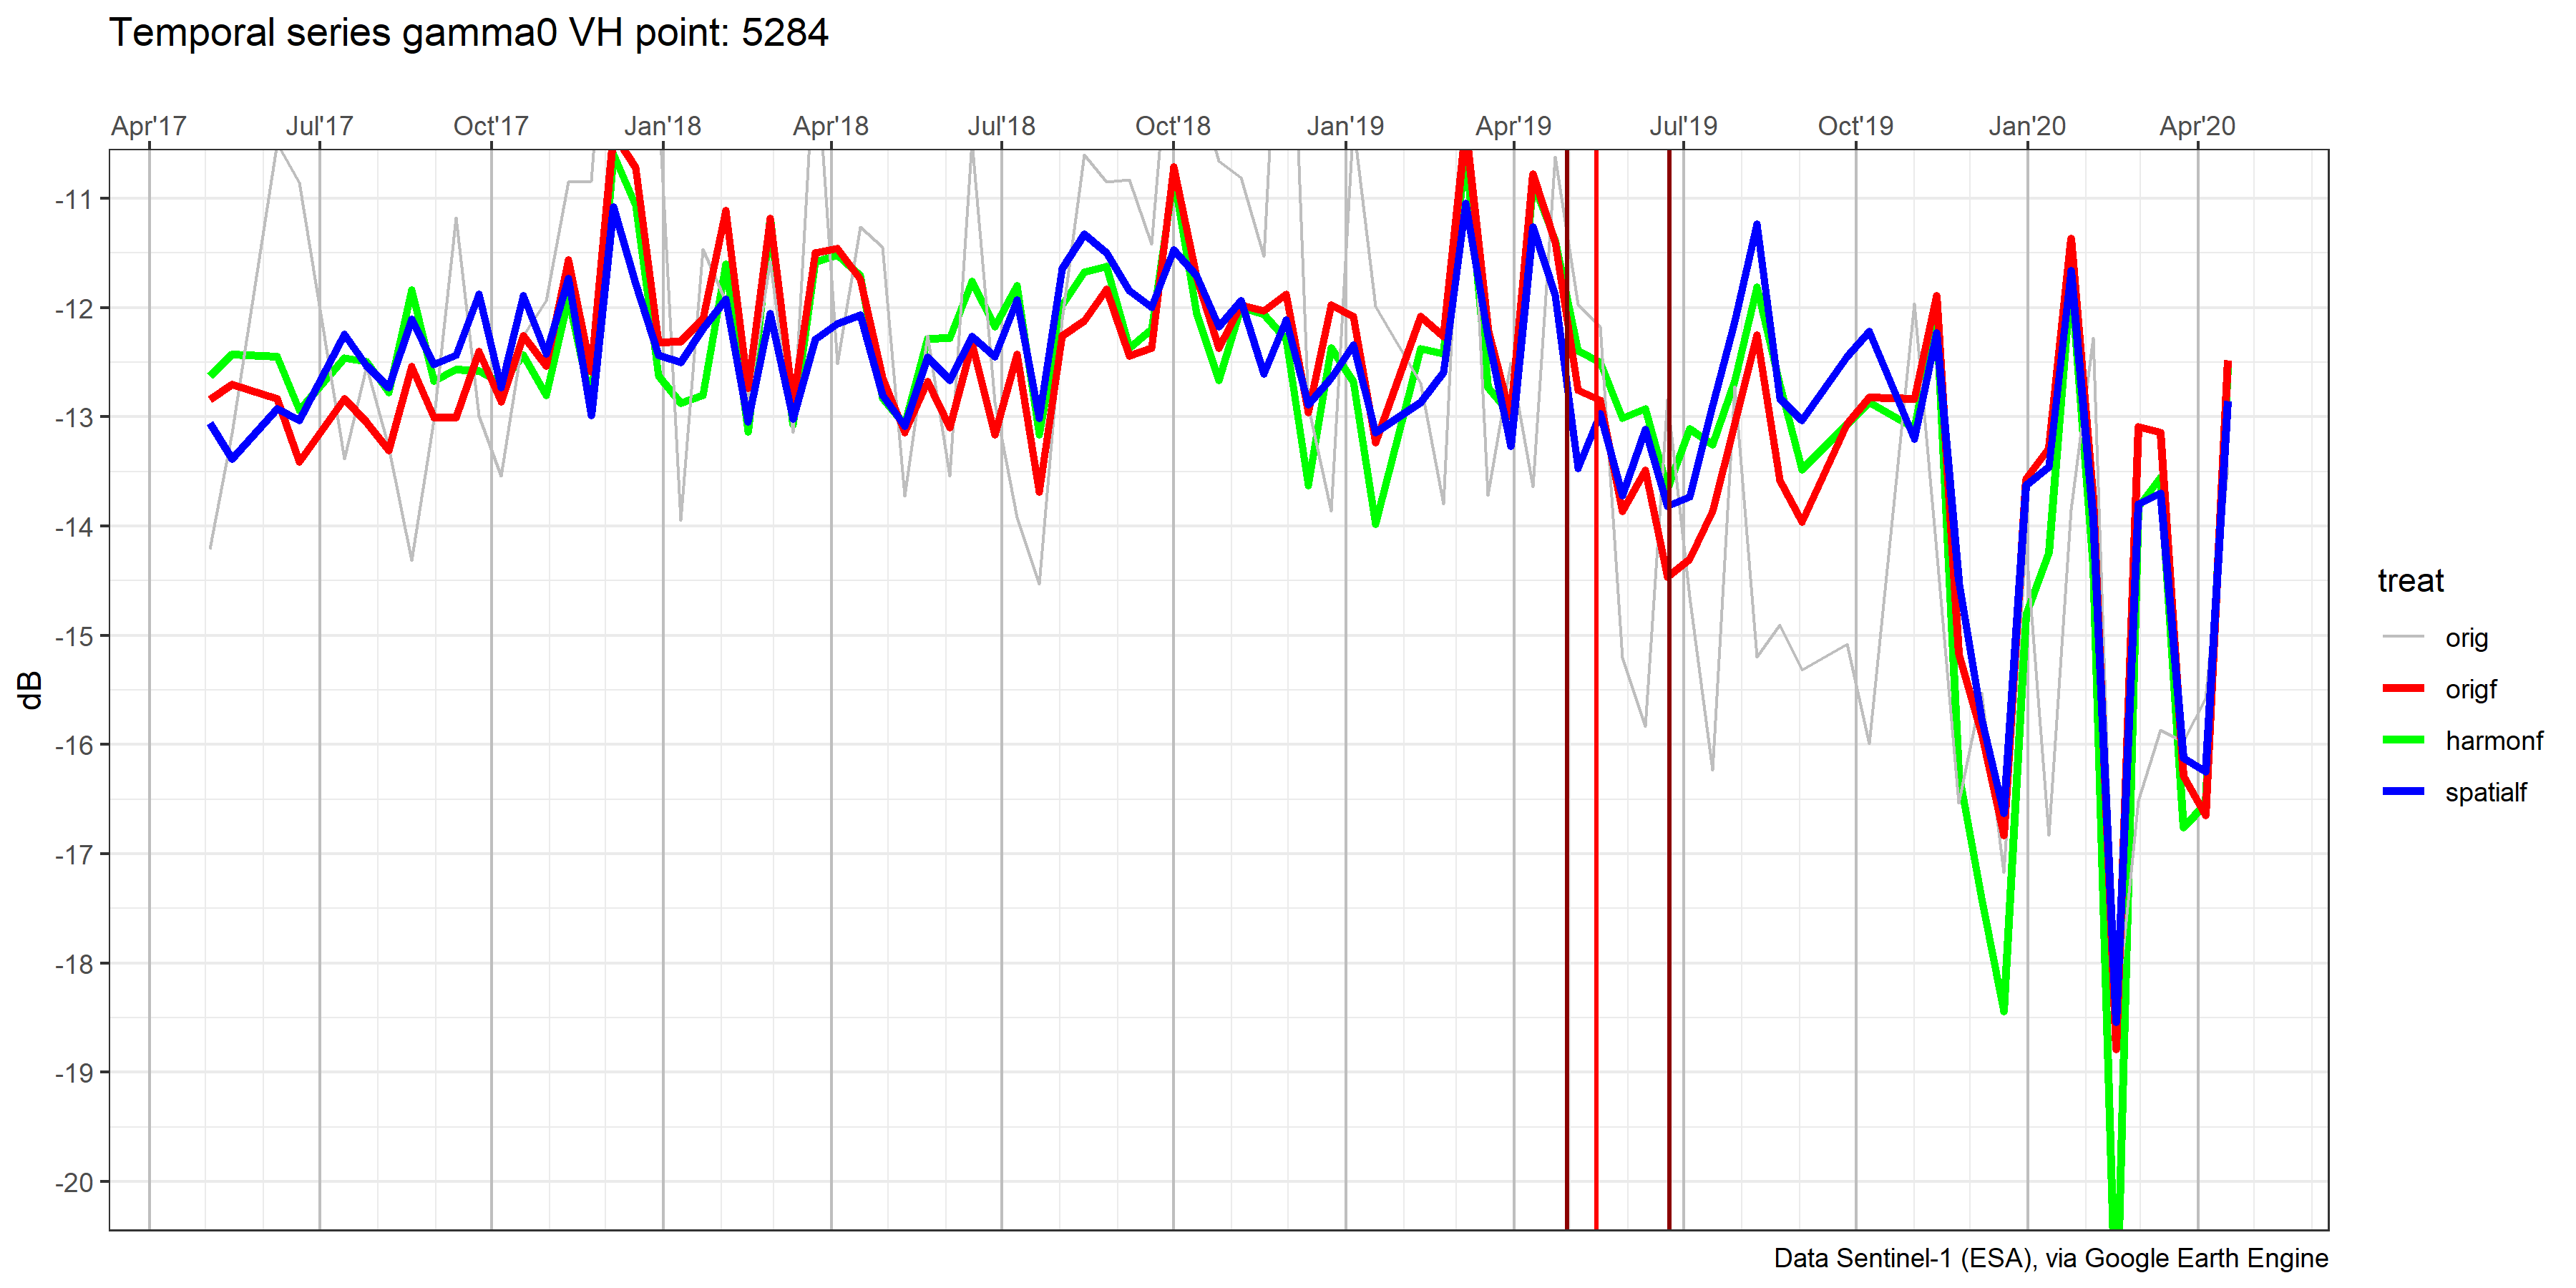 Temporal series gamma0 VH point: 5284
Apr'17 Jul'17 Oct'17 Jan'18 Apr'18 Jul'18 Oct'18 Jan'19 Apr'19 Jul'19 Oct'19 Jan'20 Apr'20
-11
-12
-13
-14
-15
-16
-17
-18
-19
-20
dB
treat
orig
origf
harmonf
spatialf
Data Sentinel-1 (ESA), via Google Earth Engine